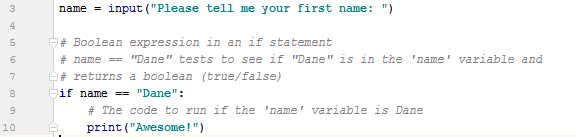 3 name = input("Please tell me your first name: ")
4
5 # Boolean expression in an if statement
6 # name == "Dane" tests to see if "Dane" is in the 'name' variable and
7 # returns a boolean (true/false)
8 if name == "Dane":
9 # The code to run if the 'name' variable is Dane
10 print("Awesome!")